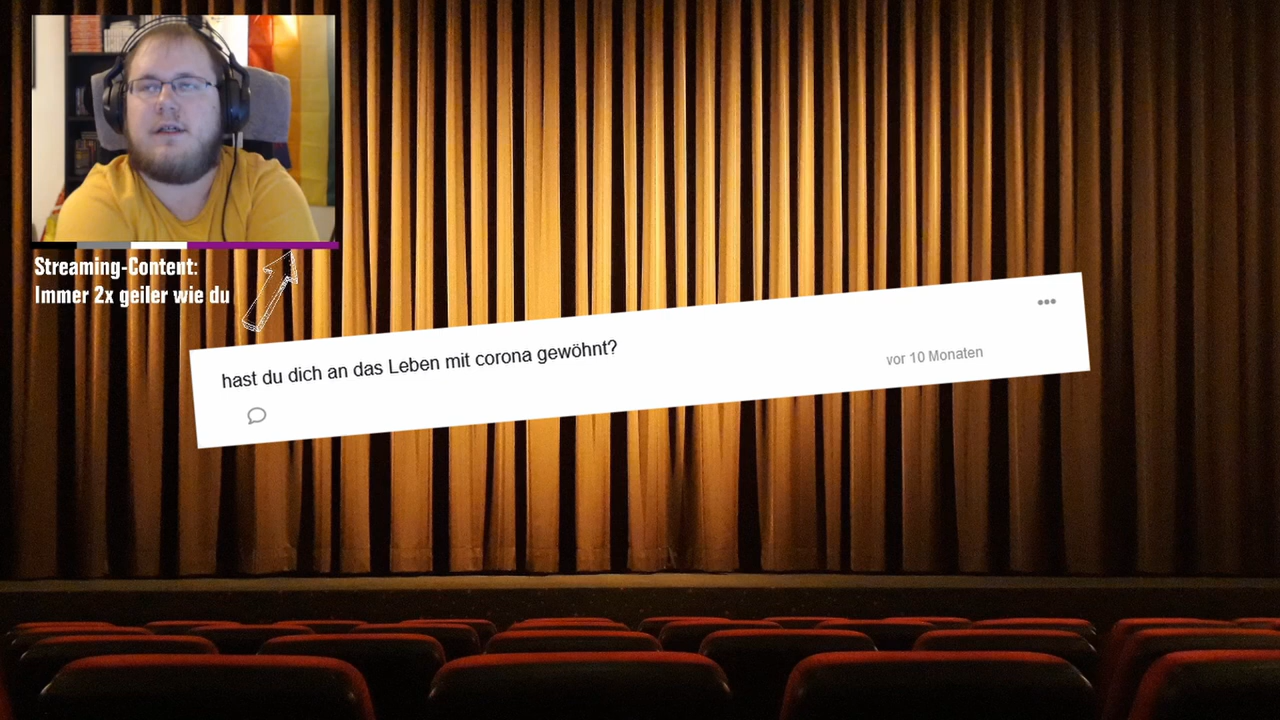 Streaming-Content:
Immer 2x geiler wie du
hast du dich an das Leben mit corona gewöhnt?
vor 10 Monaten